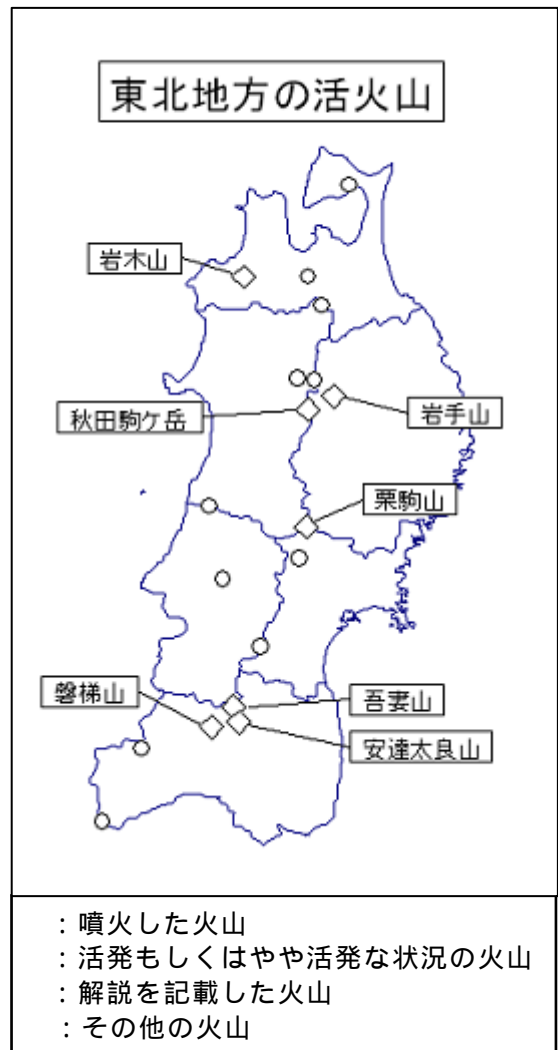 東北地方の活火山
岩木山
秋田駒ケ岳
岩手山
栗駒山
磐梯山
吾妻山
安達太良山
：噴火した火山
：活発もしくはやや活発な状況の火山
：解説を記載した火山
：その他の火山